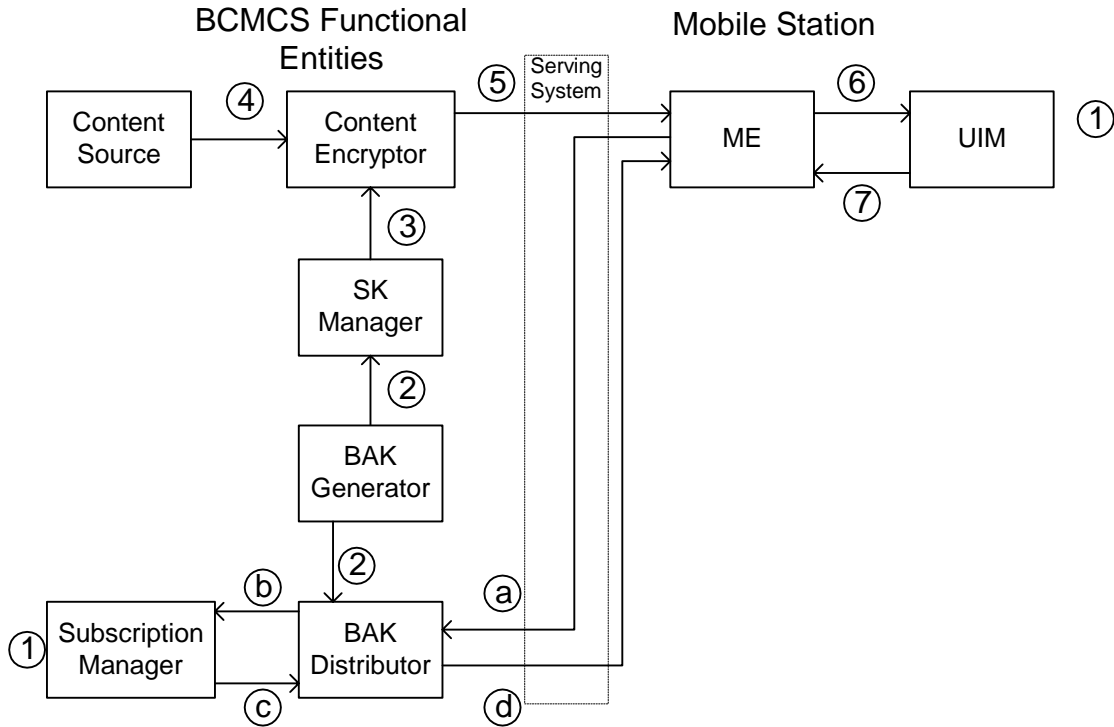 BCMCS Functional
Entities
Mobile Station
Serving
System
4
5
6
Content
Source
Content
Encryptor
ME
UIM
1
7
3
SK
Manager
2
BAK
Generator
2
b
a
1
Subscription
Manager
BAK
Distributor
c
d